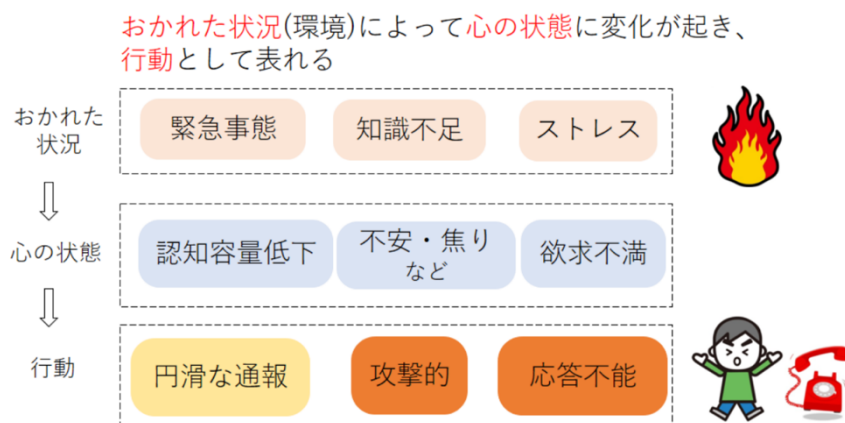 おかれた状況(環境)によって心の状態に変化が起き、
行動として表れる
おかれた
状況
緊急事態
知識不足
ストレス
心の状態
認知容量低下
不安・焦り
など
欲求不満
行動
円滑な通報
攻撃的
応答不能